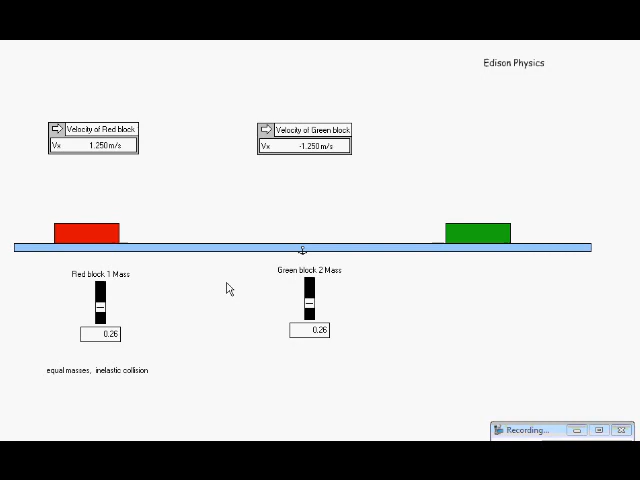 Edison Physics
Velocity of Red block
Vx 1.250 m/s
Velocity of Green block
Vx -1.250 m/s
Red block 1 Mass
0.26
Green block 2 Mass
0.26
equal masses, inelastic collision
Recording...